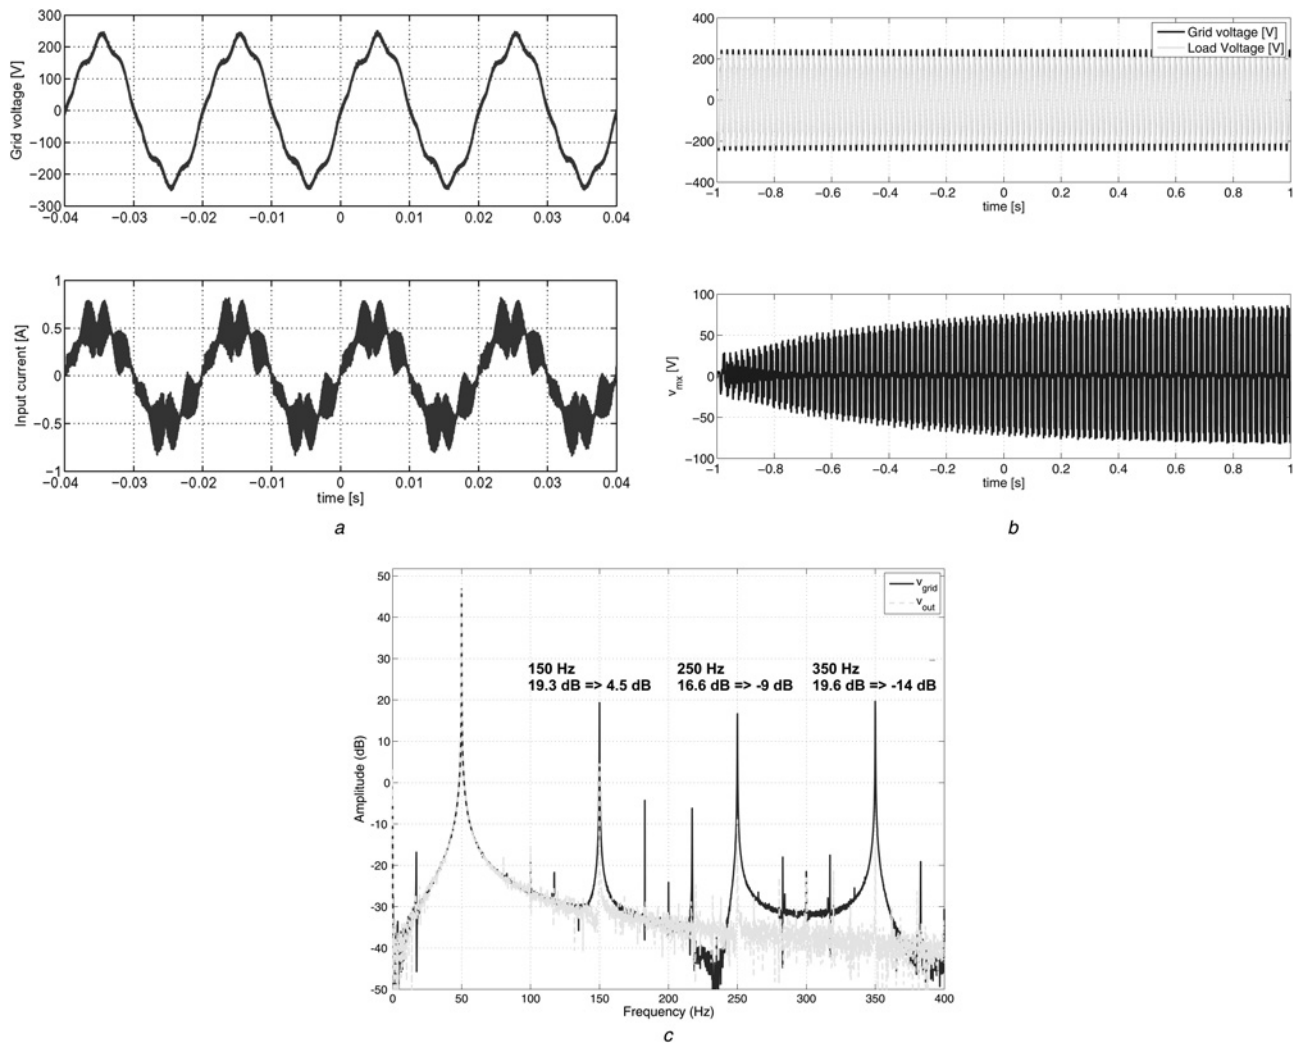 300
200
100
0
−100
−200
−300
Grid voltage [V]
−0.04 −0.03 −0.02 −0.01 0 0.01 0.02 0.03 0.04
1
0.5
0
−0.5
−1
Input current [A]
−0.04 −0.03 −0.02 −0.01 0 0.01 0.02 0.03 0.04
time [s]
a
400
200
0
−200
−400
Grid voltage [V]
Load Voltage [V]
−1 −0.8 −0.6 −0.4 −0.2 0 0.2 0.4 0.6 0.8 1
time [s]
100
50
0
−50
−100
v_mx [V]
−1 −0.8 −0.6 −0.4 −0.2 0 0.2 0.4 0.6 0.8 1
time [s]
b
50
40
30
20
10
0
-10
-20
-30
-40
-50
Amplitude (dB)
v_grid
v_out
150 Hz
19.3 dB => 4.5 dB
250 Hz
16.6 dB => -9 dB
350 Hz
19.6 dB => -14 dB
0 50 100 150 200 250 300 350 400
Frequency (Hz)
c